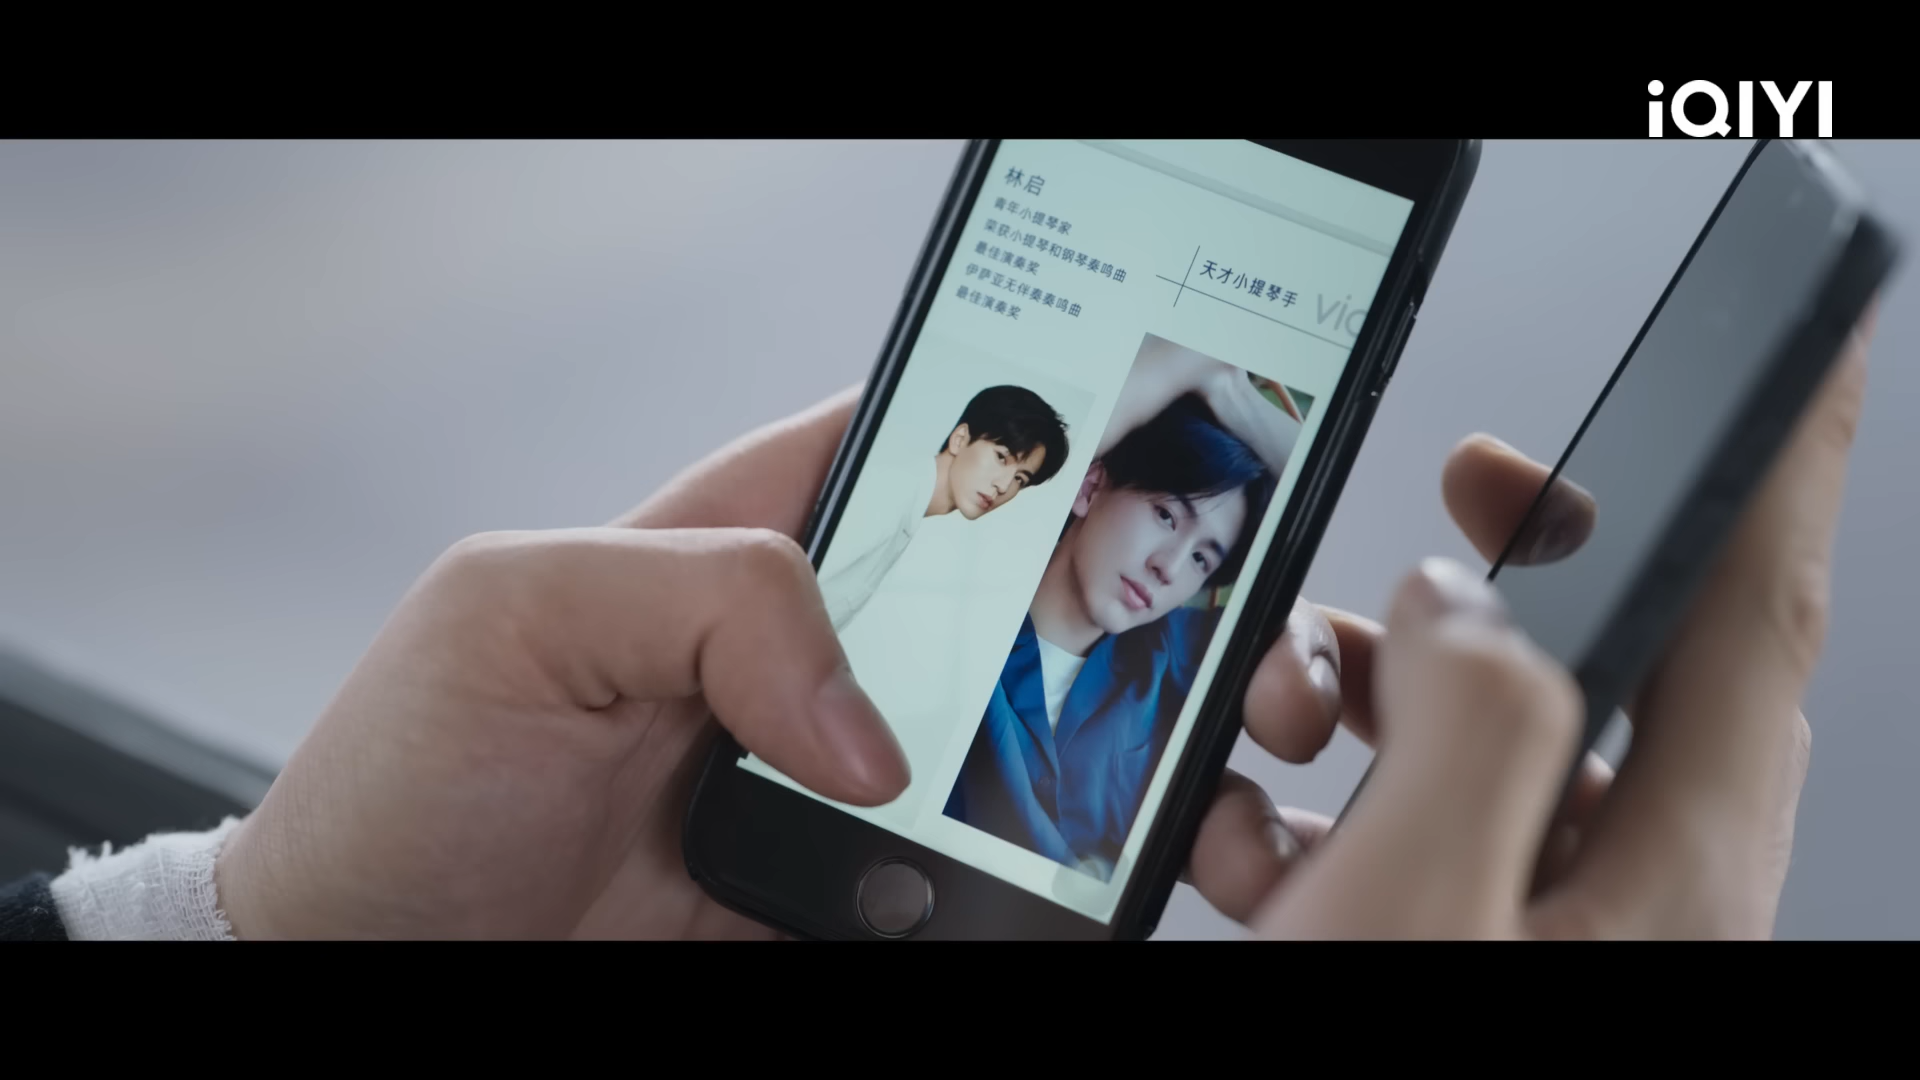 iQIYI
林启
青年小提琴家
荣获小提琴和钢琴奏鸣曲
最佳演奏奖
伊萨亚无伴奏奏鸣曲
最佳演奏奖
天才小提琴手
vio